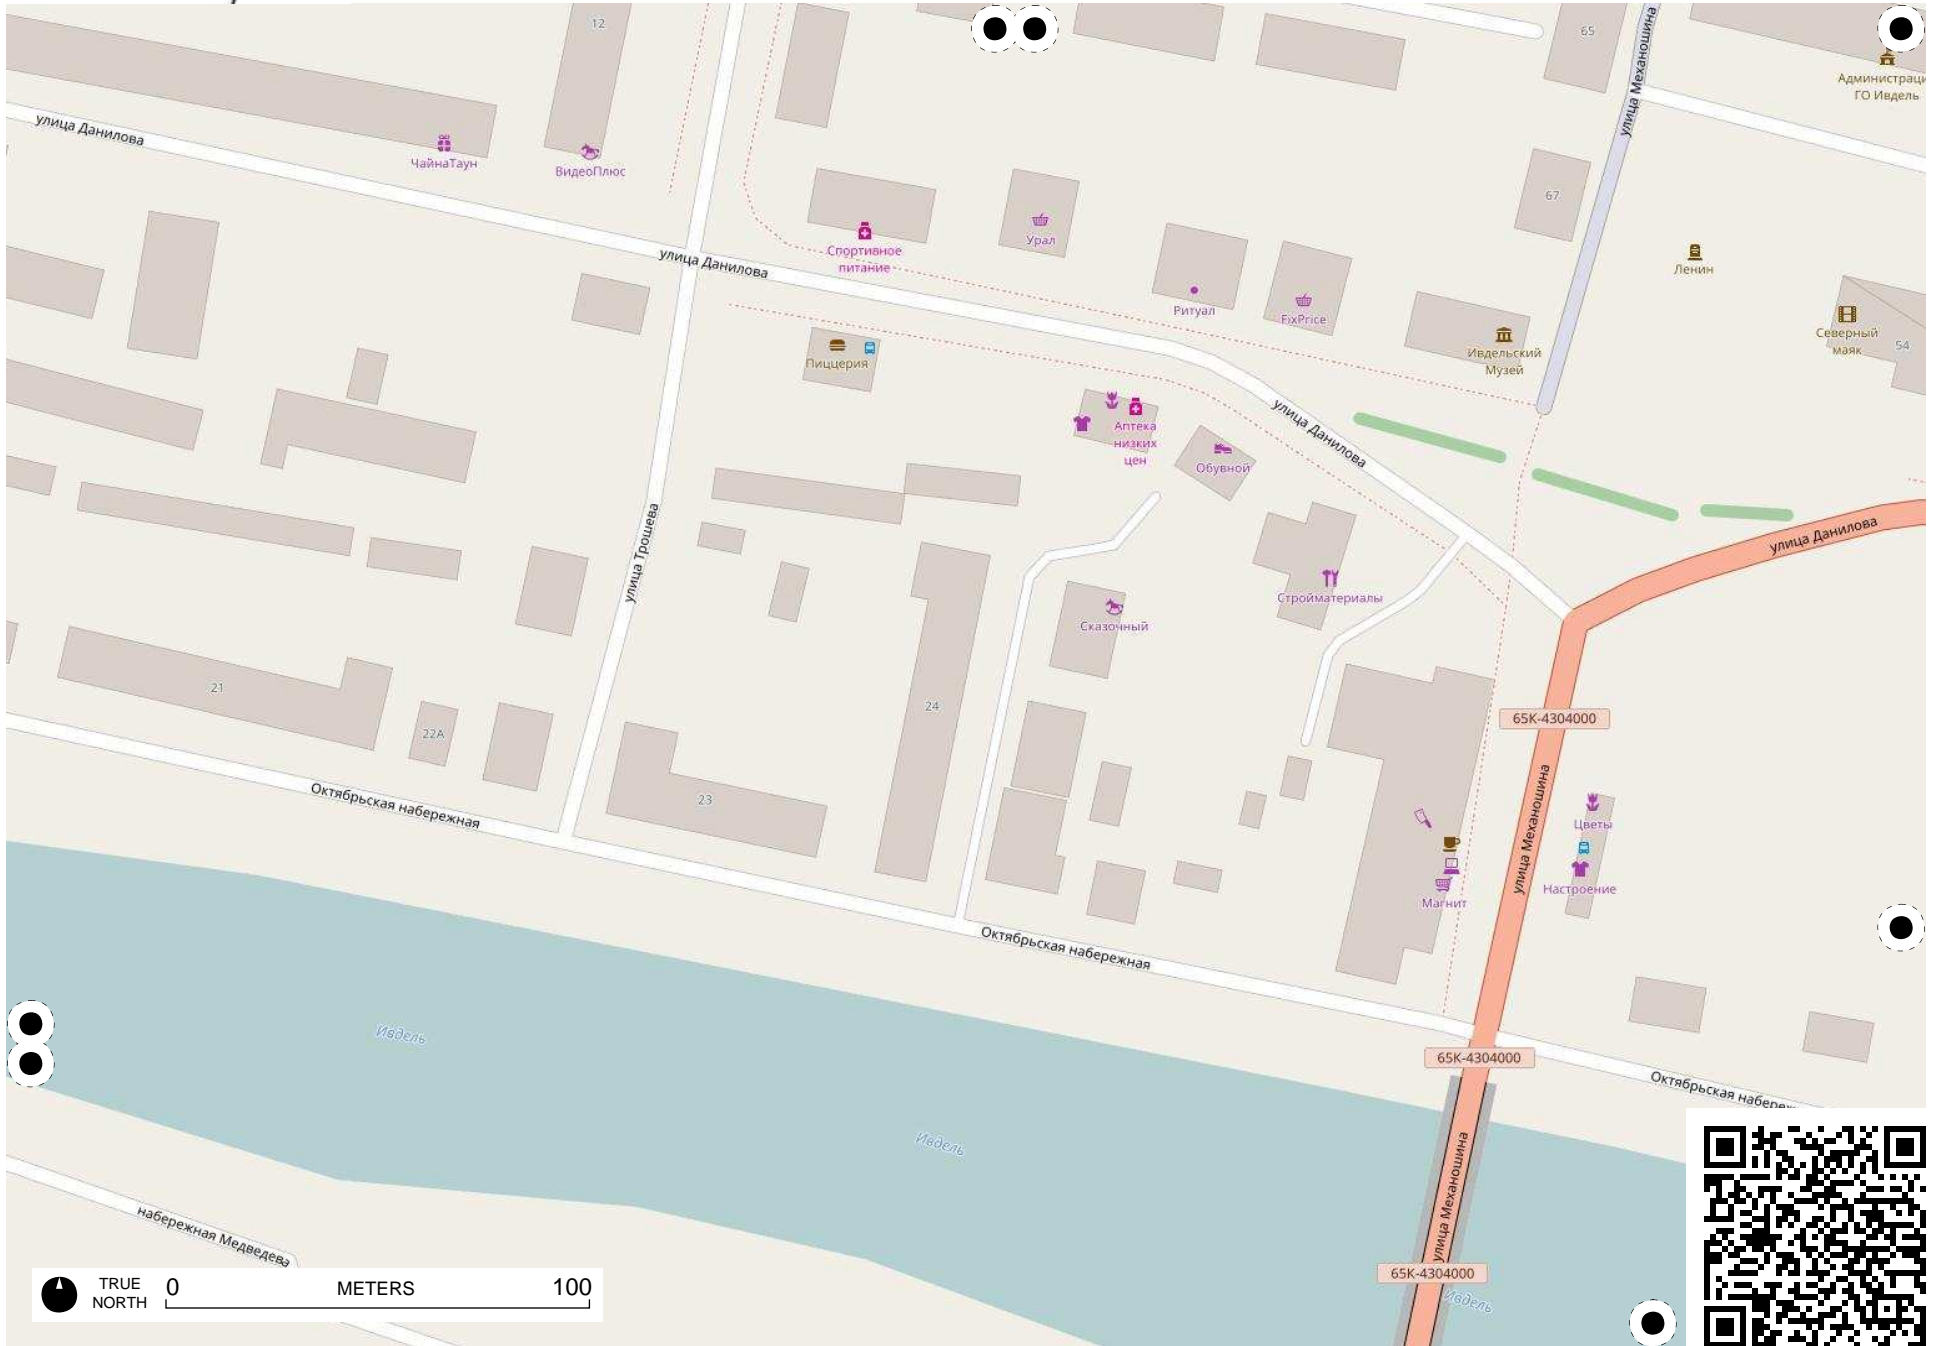 12
65
улица Механошина
Администраци
ГО Ивдель
улица Данилова
ЧайнаТаун
ВидеоПлюс
67
Спортивное
питание
Урал
улица Данилова
Ленин
Ритуал
FixPrice
Северный
маяк
54
Ивдельский
Музей
Пиццерия
улица Данилова
Аптека
низких
цен
Обувной
улица Трошева
улица Данилова
Стройматериалы
Сказочный
21
24
22А
65К-4304000
23
Октябрьская набережная
улица Механошина
Цветы
Настроение
Магнит
Октябрьская набережная
Ивдель
65К-4304000
Октябрьская набереж
Ивдель
улица Механошина
набережная Медведева
65К-4304000
Ивдель
TRUE
NORTH
0 METERS 100